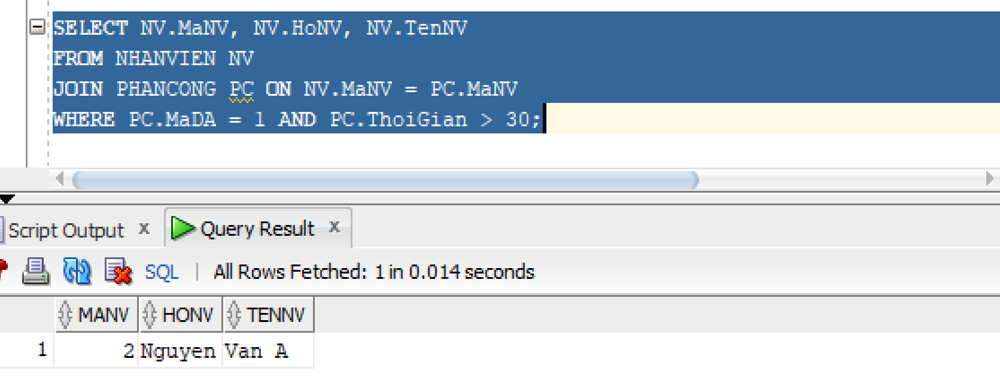 SELECT NV.MaNV, NV.HoNV, NV.TenNV
FROM NHANVIEN NV
JOIN PHANCONG PC ON NV.MaNV = PC.MaNV
WHERE PC.MaDA = 1 AND PC.ThoiGian > 30;
Script Output x Query Result x
SQL | All Rows Fetched: 1 in 0.014 seconds
MANV HONV TENNV
1 2 Nguyen Van A